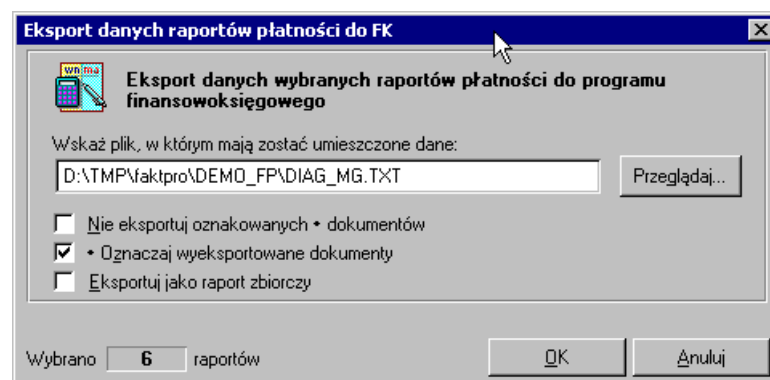 Eksport danych raportów płatności do FK
wn ma
Eksport danych wybranych raportów płatności do programu
finansowoksięgowego
Wskaż plik, w którym mają zostać umieszczone dane:
D:\TMP\faktpro\DEMO_FP\DIAG_MG.TXT
Przeglądaj...
Nie eksportuj oznakowanych • dokumentów
• Oznaczaj wyeksportowane dokumenty
Eksportuj jako raport zbiorczy
Wybrano 6 raportów OK Anuluj